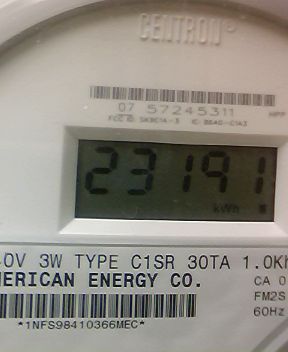 CENTRON®
07 57245311
23191
kWh
0V 3W TYPE C1SR 30TA 1.0Kh
MERICAN ENERGY CO.
CA 0
FM2S
60Hz
*1NFS98410366MEC*